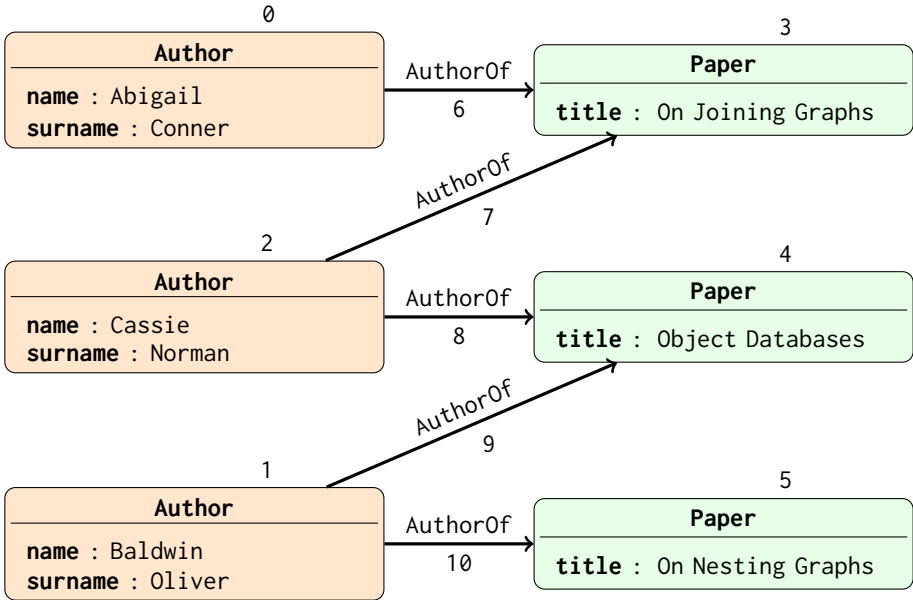 0
Author
name : Abigail
surname : Conner
AuthorOf
6
3
Paper
title : On Joining Graphs
AuthorOf
7
2
Author
name : Cassie
surname : Norman
AuthorOf
8
4
Paper
title : Object Databases
AuthorOf
9
1
Author
name : Baldwin
surname : Oliver
AuthorOf
10
5
Paper
title : On Nesting Graphs